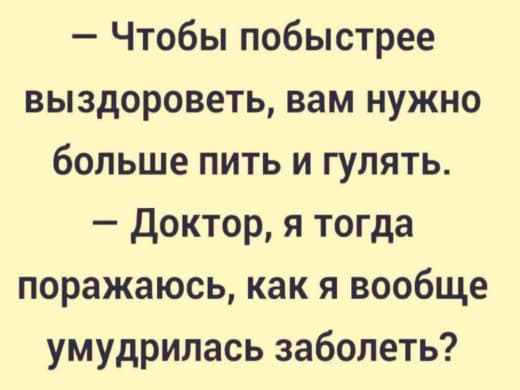 — Чтобы побыстрее
выздороветь, вам нужно
больше пить и гулять.
— Доктор, я тогда
поражаюсь, как я вообще
умудрилась заболеть?